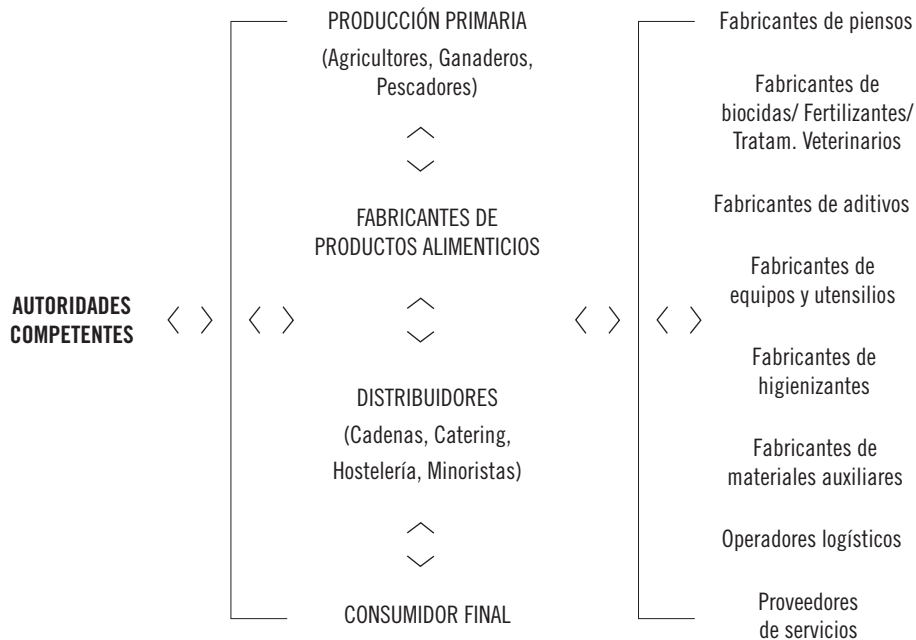 AUTORIDADES
COMPETENTES
PRODUCCIÓN PRIMARIA
(Agricultores, Ganaderos,
Pescadores)
FABRICANTES DE
PRODUCTOS ALIMENTICIOS
DISTRIBUIDORES
(Cadenas, Catering,
Hostelería, Minoristas)
CONSUMIDOR FINAL
Fabricantes de piensos
Fabricantes de
biocidas/ Fertilizantes/
Tratam. Veterinarios
Fabricantes de aditivos
Fabricantes de
equipos y utensilios
Fabricantes de
higienizantes
Fabricantes de
materiales auxiliares
Operadores logísticos
Proveedores
de servicios